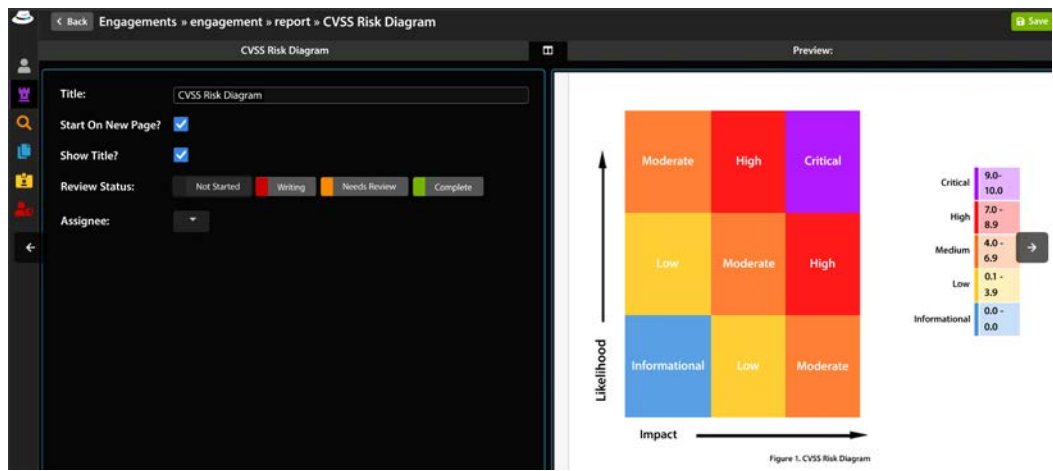 < Back Engagements » engagement » report » CVSS Risk Diagram
Save
CVSS Risk Diagram
Preview:
Title:
CVSS Risk Diagram
Start On New Page?
Show Title?
Review Status:
Not Started
Writing
Needs Review
Complete
Assignee:
Likelihood
Moderate High Critical
Low Moderate High
Informational Low Moderate
Impact
Critical 9.0-
10.0
High 7.0 -
8.9
Medium 4.0 -
6.9
Low 0.1 -
3.9
Informational 0.0 -
0.0
Figure 1. CVSS Risk Diagram